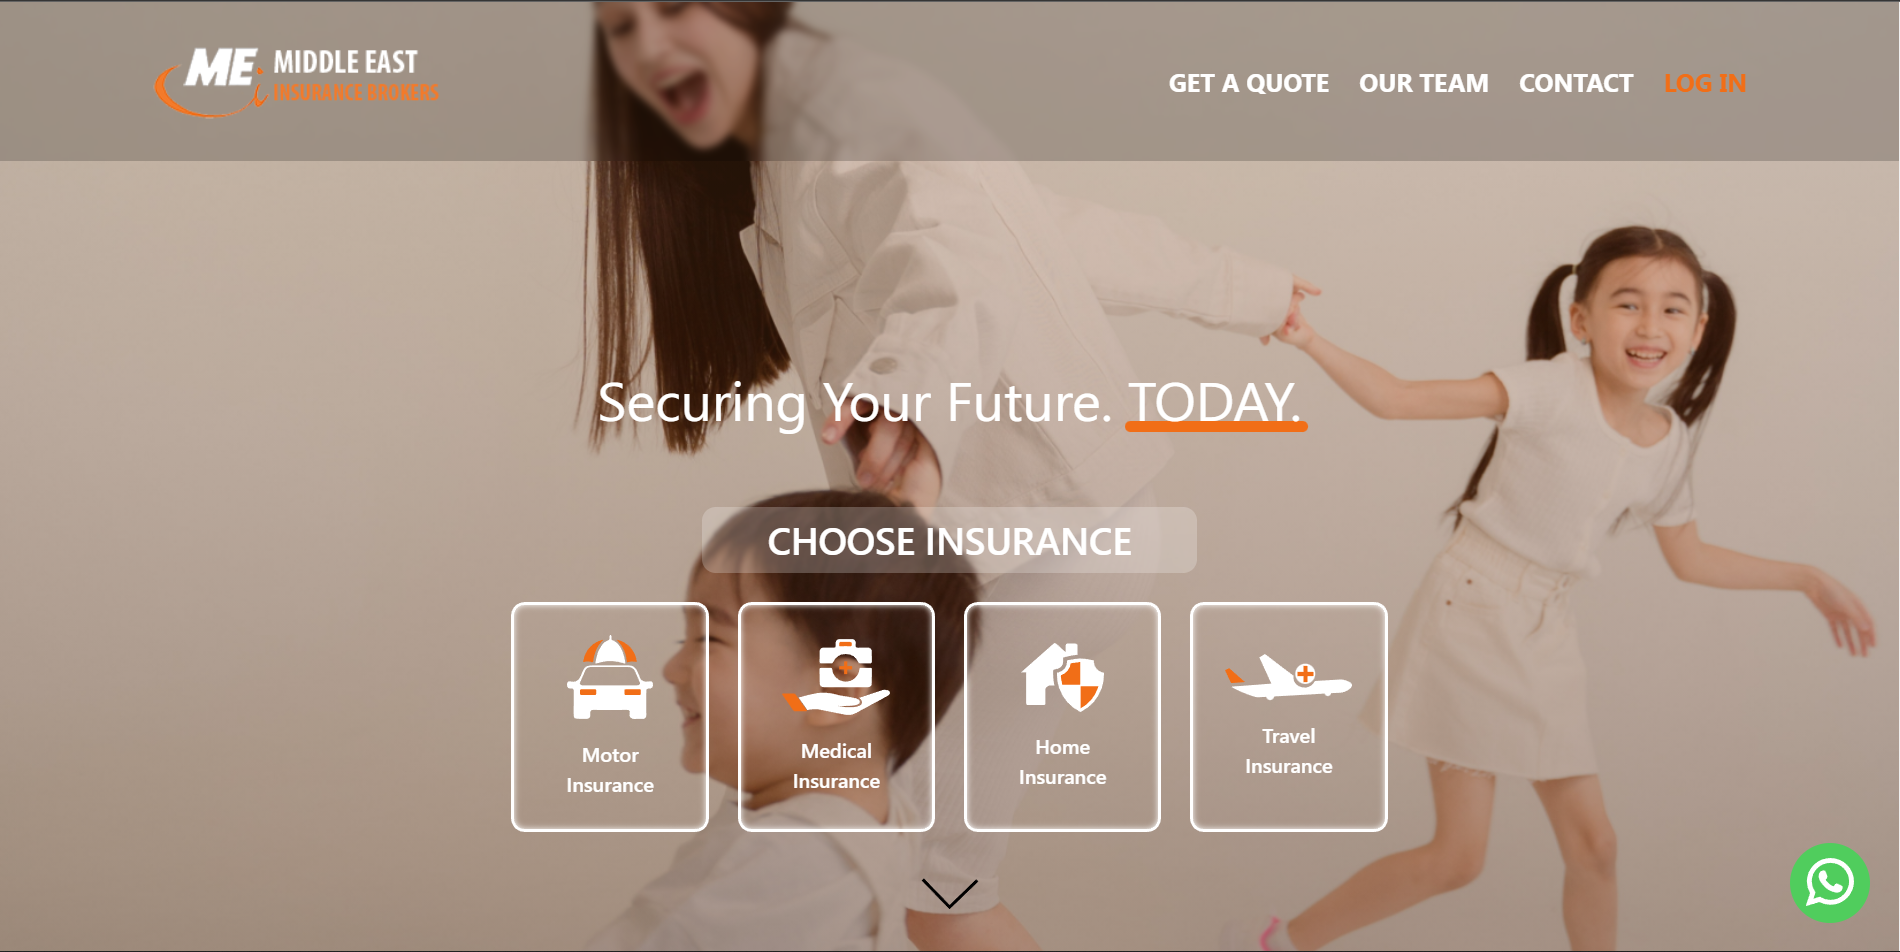 ME i MIDDLE EAST
INSURANCE BROKERS
GET A QUOTE OUR TEAM CONTACT LOG IN
Securing Your Future. TODAY.
CHOOSE INSURANCE
Motor
Insurance
Medical
Insurance
Home
Insurance
Travel
Insurance